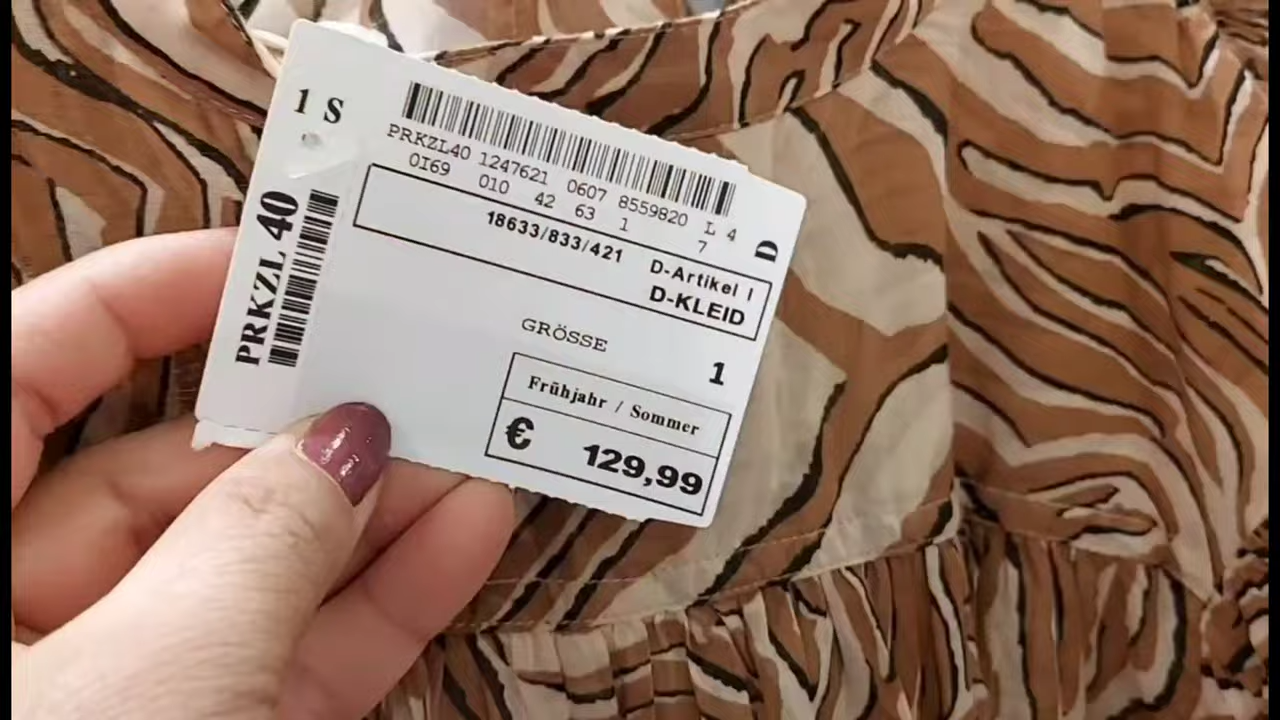 1 S
PRKZL 40
PRKZL40 1247621 0607 8559820 L 4
0I69 010 42 63 1 7
D
18633/833/421 D-Artikel I
D-KLEID
GRÖSSE 1
Frühjahr / Sommer
€ 129,99